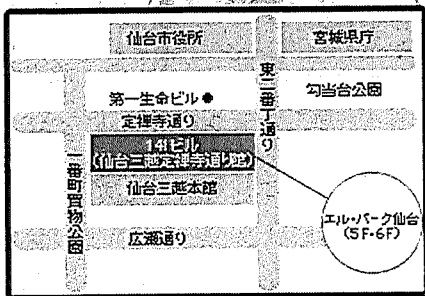 仙台市役所
宮城県庁
東二番丁通り
第一生命ビル●
勾当台公園
定禅寺通り
141ビル
(仙台三越定禅寺通り館)
一番町買物公園
仙台三越本館
エル・パーク仙台
(5F・6F)
広瀬通り